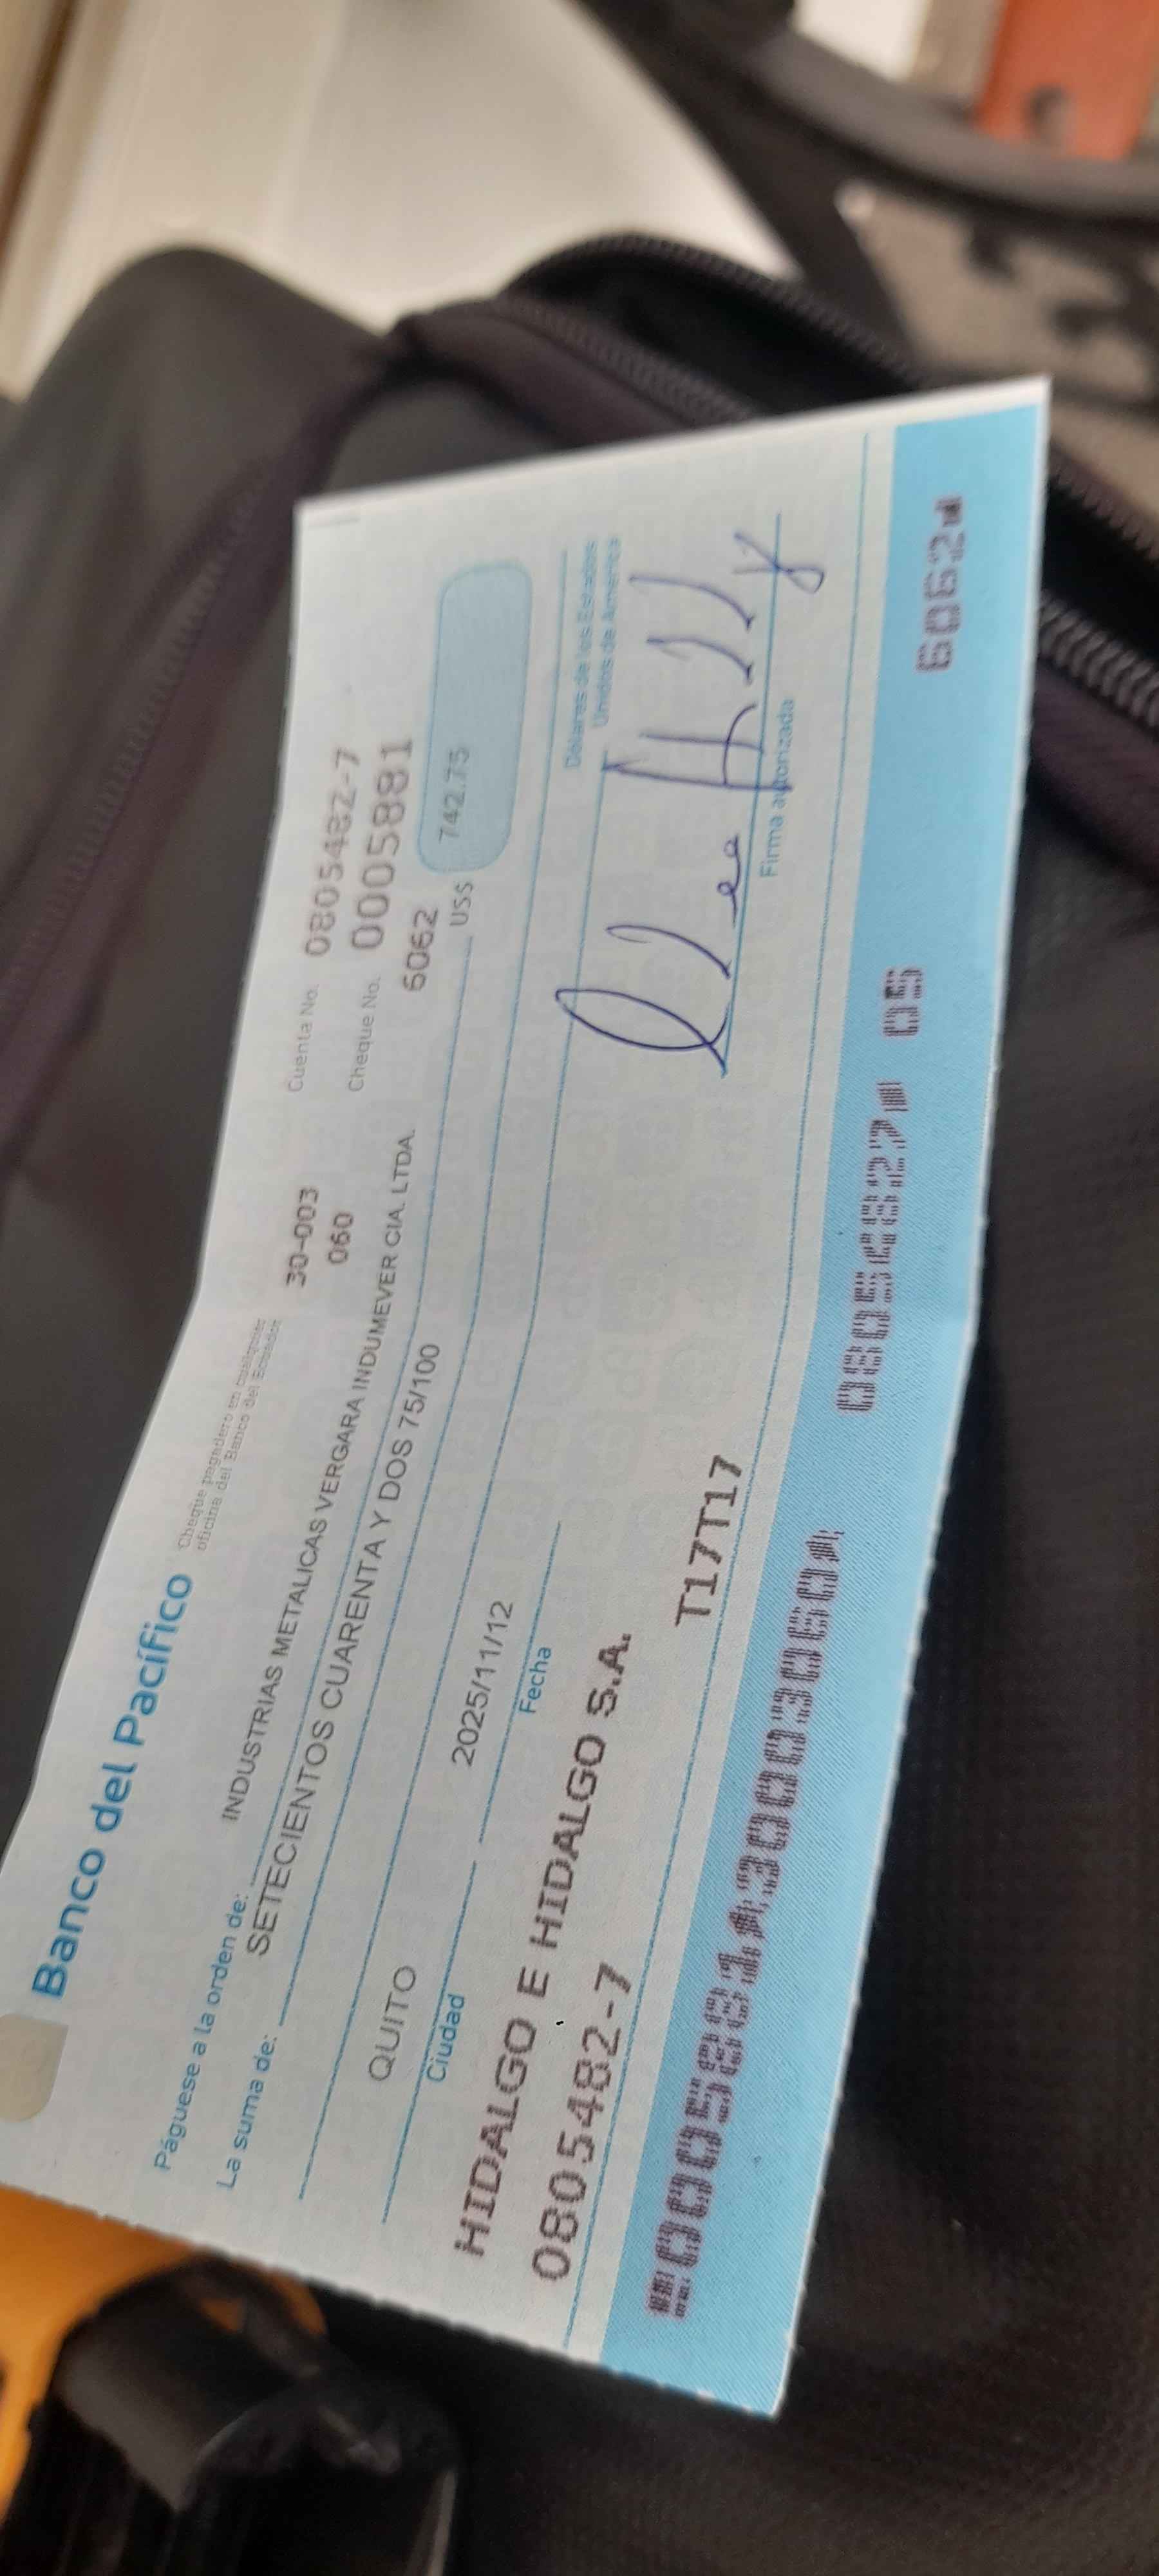 Banco del Pacífico
Cheque pagadero en cualquier
oficina del Banco del Ecuador
30-003
060
Cuenta No. 0805482-7
Cheque No. 0005881
6062
Páguese a la orden de: INDUSTRIAS METALICAS VERGARA INDUMEVER CIA. LTDA.
US$ 742.75
La suma de: SETECIENTOS CUARENTA Y DOS 75/100
Dólares de los Estados
Unidos de América
QUITO 2025/11/12
Ciudad Fecha
HIDALGO E HIDALGO S.A.
0805482-7
T17T17
Firma autorizada
6062